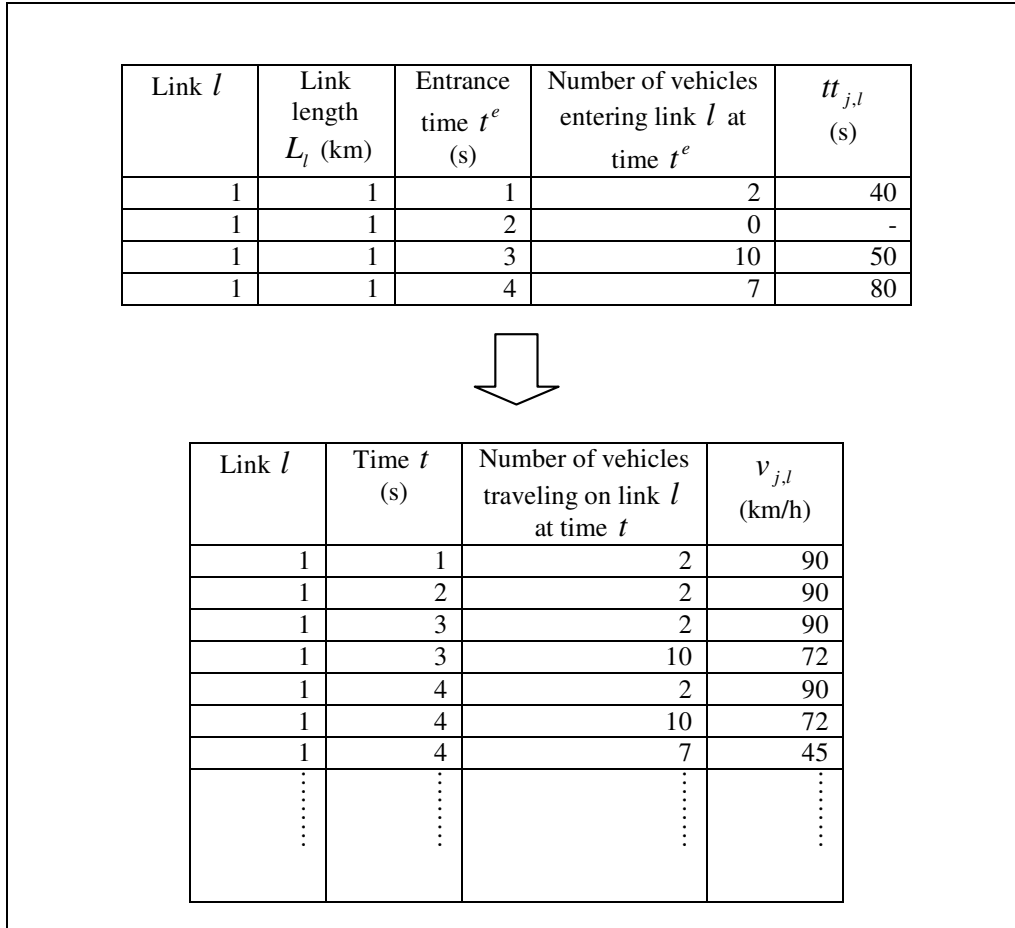 Link l Link length L_l (km) Entrance time t^e (s) Number of vehicles entering link l at time t^e tt_{j,l} (s)
1 1 1 2 40
1 1 2 0 -
1 1 3 10 50
1 1 4 7 80
Link l Time t (s) Number of vehicles traveling on link l at time t v_{j,l} (km/h)
1 1 2 90
1 2 2 90
1 3 2 90
1 3 10 72
1 4 2 90
1 4 10 72
1 4 7 45